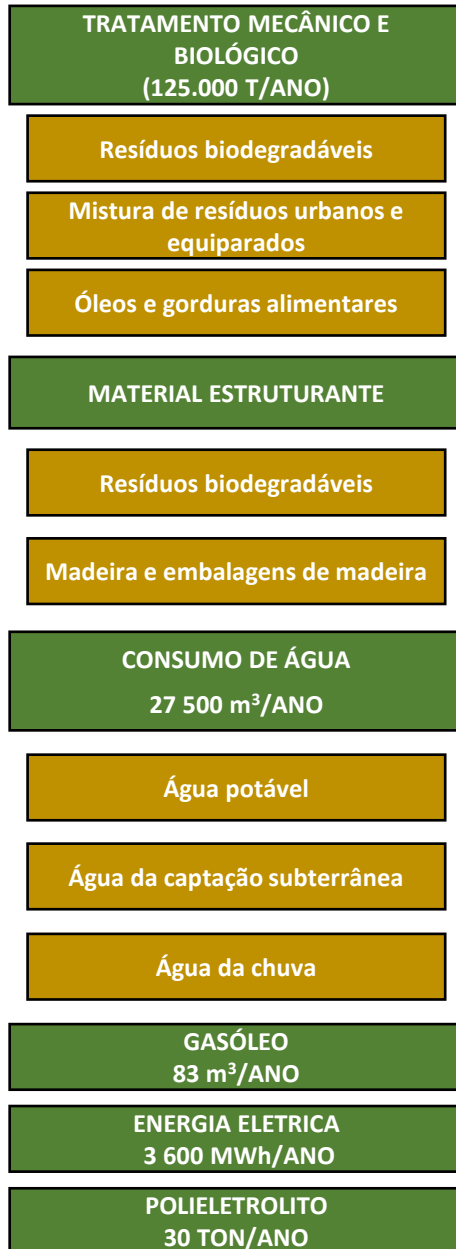 TRATAMENTO MECÂNICO E
BIOLÓGICO
(125.000 T/ANO)
Resíduos biodegradáveis
Mistura de resíduos urbanos e
equiparados
Óleos e gorduras alimentares
MATERIAL ESTRUTURANTE
Resíduos biodegradáveis
Madeira e embalagens de madeira
CONSUMO DE ÁGUA
27 500 m³/ANO
Água potável
Água da captação subterrânea
Água da chuva
GASÓLEO
83 m³/ANO
ENERGIA ELETRICA
3 600 MWh/ANO
POLIELETROLITO
30 TON/ANO